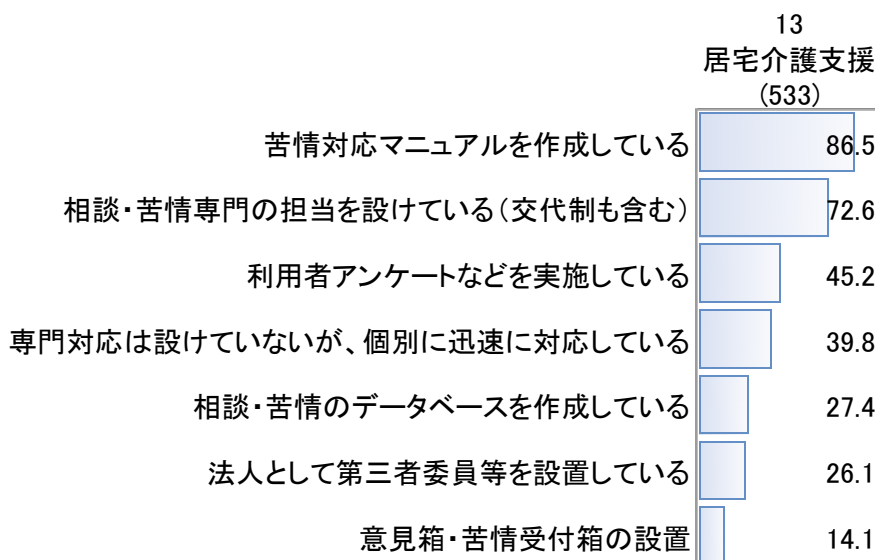 13
居宅介護支援
(533)
苦情対応マニュアルを作成している 86.5
相談・苦情専門の担当を設けている(交代制も含む) 72.6
利用者アンケートなどを実施している 45.2
専門対応は設けていないが、個別に迅速に対応している 39.8
相談・苦情のデータベースを作成している 27.4
法人として第三者委員等を設置している 26.1
意見箱・苦情受付箱の設置 14.1